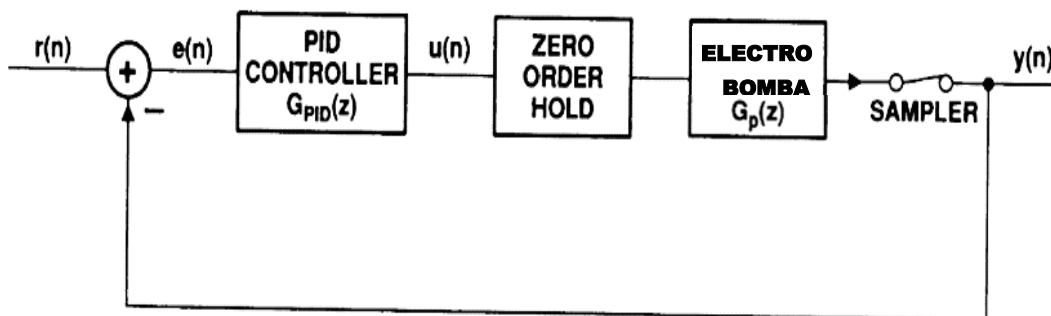 r(n)
e(n)
PID
CONTROLLER
G_PID(z)
u(n)
ZERO
ORDER
HOLD
ELECTRO
BOMBA
G_p(z)
SAMPLER
y(n)
+
−